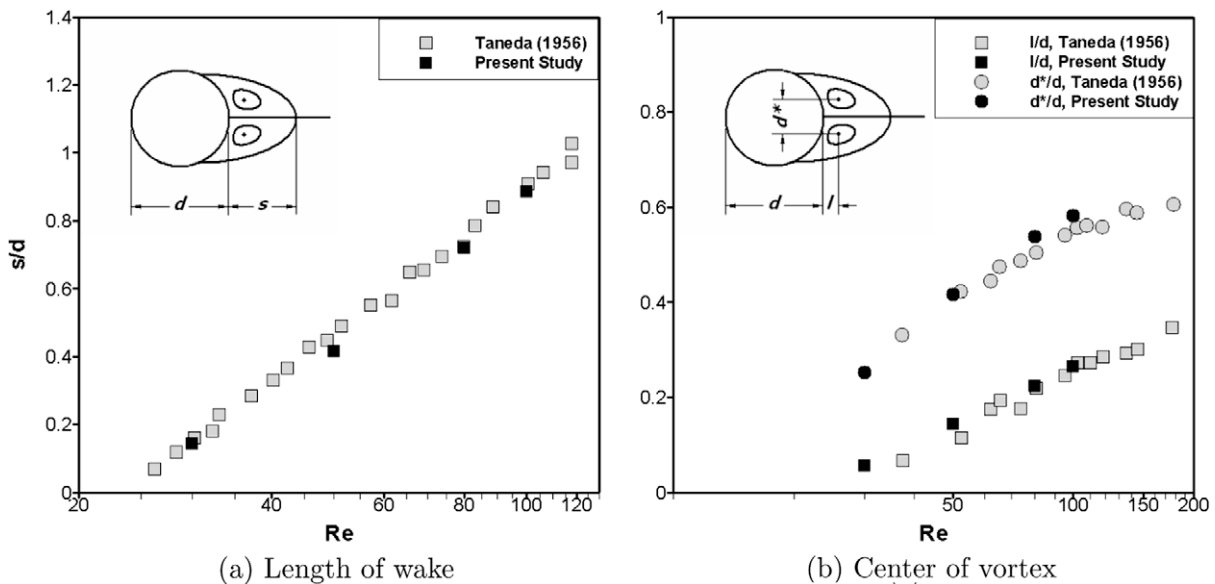 1.4
1.2
1
0.8
0.6
0.4
0.2
0
s/d
Taneda (1956)
Present Study
d
s
20
40
60
80
100
120
Re
(a) Length of wake
1
0.8
0.6
0.4
0.2
0
l/d, Taneda (1956)
l/d, Present Study
d*/d, Taneda (1956)
d*/d, Present Study
d*
d
l
50
100
150
200
Re
(b) Center of vortex